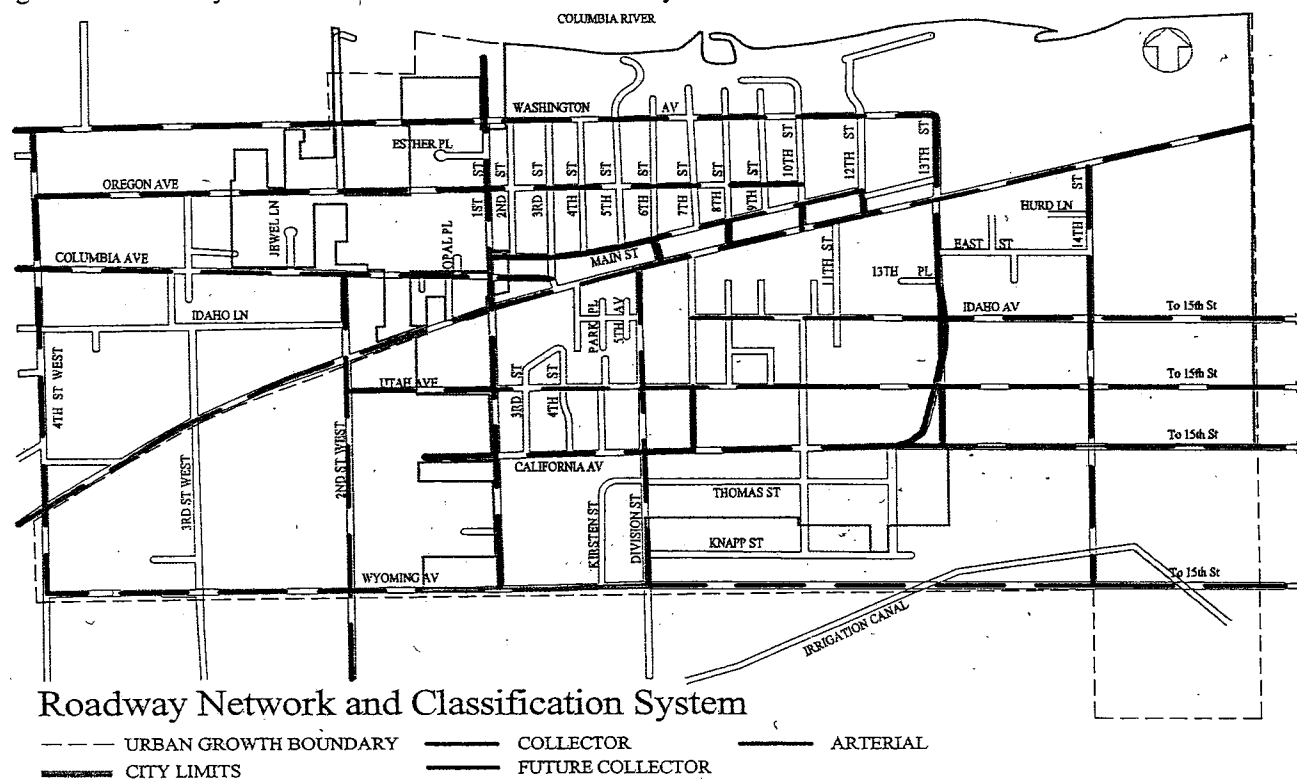 COLUMBIA RIVER
WASHINGTON AV
ESTHER PL
OREGON AVE
1ST ST
2ND ST
3RD ST
4TH ST
5TH ST
6TH ST
7TH ST
8TH ST
9TH ST
10TH ST
12TH ST
13TH ST
14TH ST
HURD LN
JEWEL LN
OPAL PL
MAIN ST
11TH ST
EAST ST
COLUMBIA AVE
13TH PL
IDAHO LN
PARK PL
5TH AV
IDAHO AV
To 15th St
4TH ST WEST
UTAH AVE
3RD ST
4TH ST
To 15th St
2ND ST WEST
3RD ST WEST
CALIFORNIA AV
To 15th St
THOMAS ST
KIRSTEN ST
DIVISION ST
KNAPP ST
WYOMING AV
To 15th St
IRRIGATION CANAL
Roadway Network and Classification System
URBAN GROWTH BOUNDARY
COLLECTOR
ARTERIAL
CITY LIMITS
FUTURE COLLECTOR